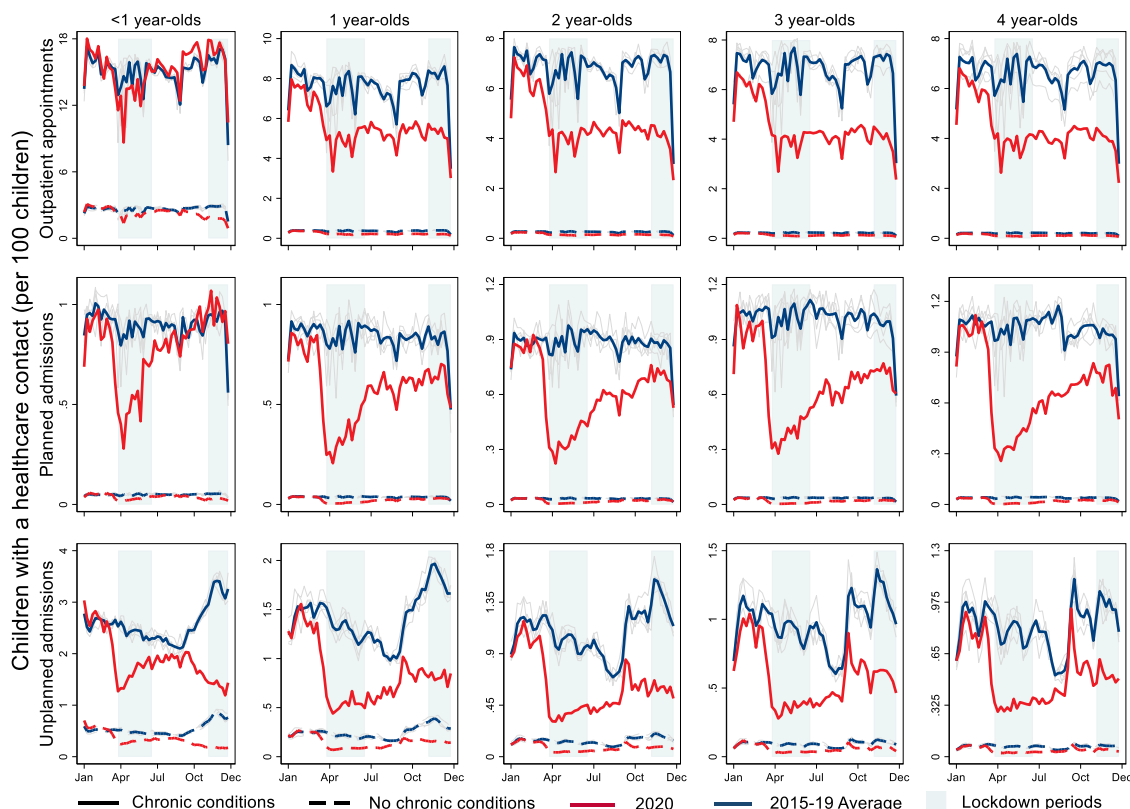 <1 year-olds
1 year-olds
2 year-olds
3 year-olds
4 year-olds
Children with a healthcare contact (per 100 children)
Outpatient appointments
0 6 12 18
0 2 4 6 8 10
0 2 4 6 8
0 2 4 6 8
0 2 4 6 8
Planned admissions
0 .5 1
0 .5 1
0 .3 .6 .9 1.2
0 .3 .6 .9 1.2
0 .3 .6 .9 1.2
Unplanned admissions
0 1 2 3 4
0 .5 1 1.5 2
0 .45 .9 1.35 1.8
0 .5 1 1.5
0 .325 .65 .975 1.3
Jan Apr Jul Oct Dec
Jan Apr Jul Oct Dec
Jan Apr Jul Oct Dec
Jan Apr Jul Oct Dec
Jan Apr Jul Oct Dec
Chronic conditions
No chronic conditions
2020
2015-19 Average
Lockdown periods